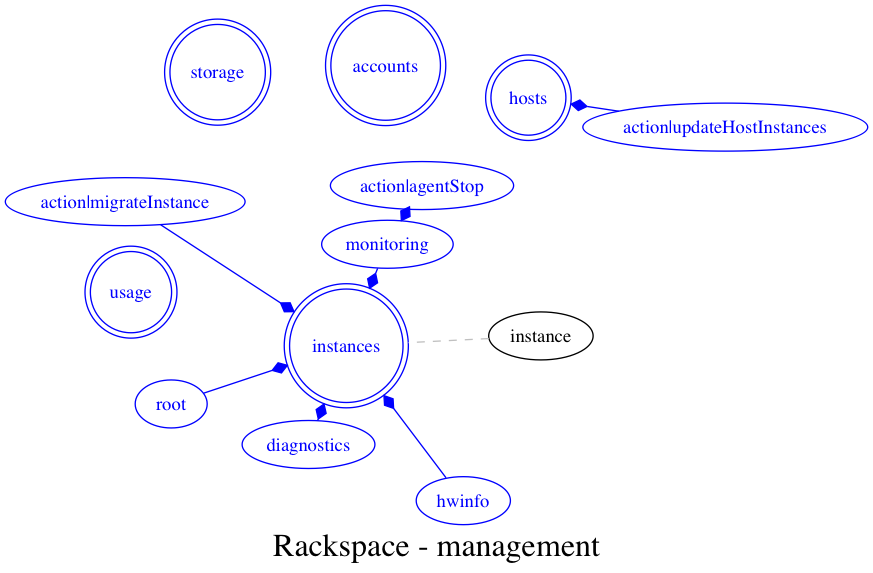 storage
accounts
hosts
action|updateHostInstances
action|agentStop
action|migrateInstance
monitoring
usage
instances
instance
root
diagnostics
hwinfo
Rackspace - management